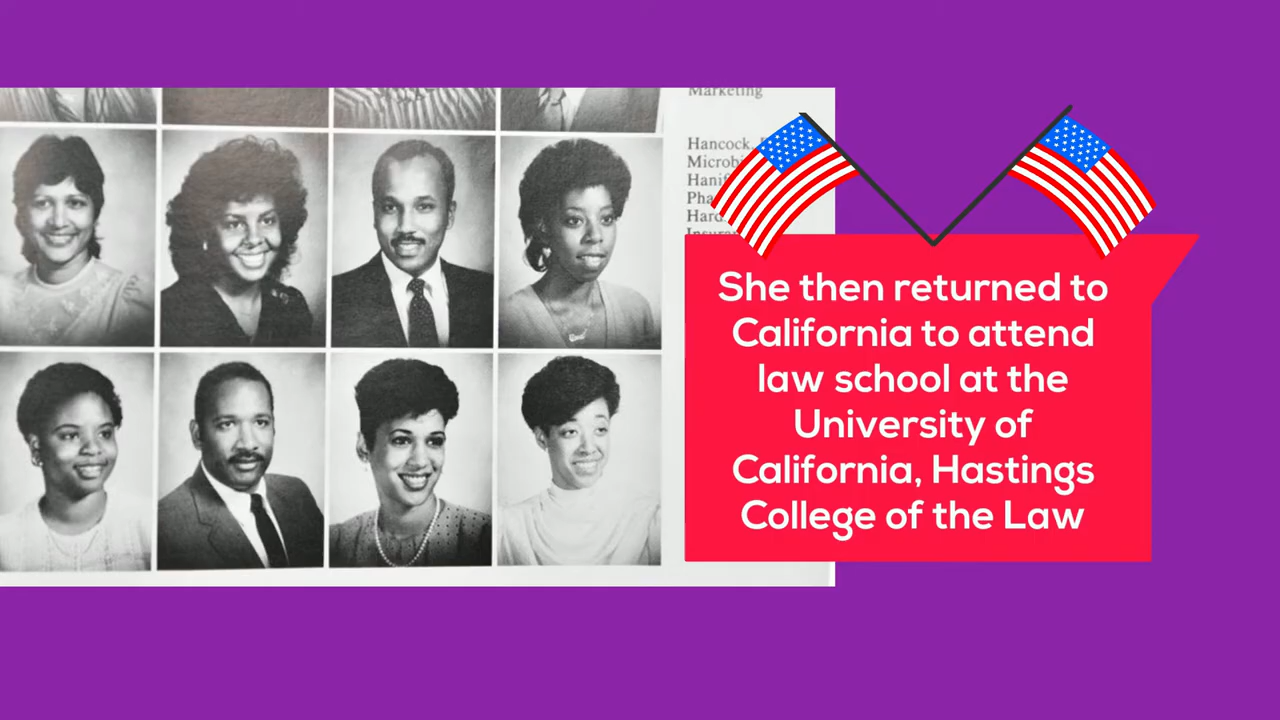 Marketing
Hancock,
She then returned to
California to attend
law school at the
University of
California, Hastings
College of the Law